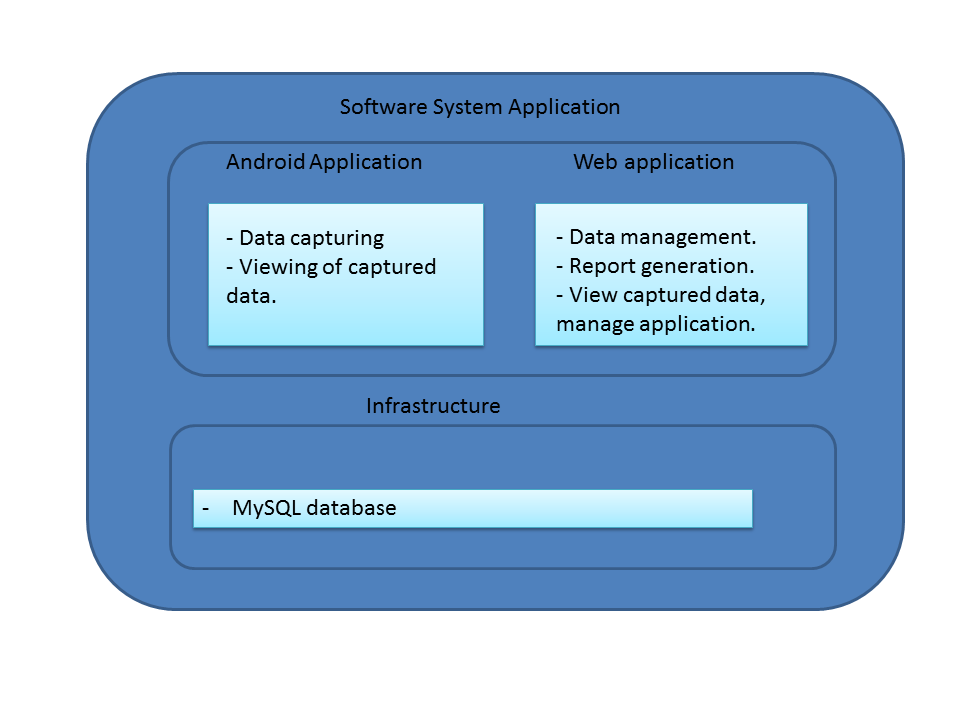 Software System Application
Android Application
Web application
- Data capturing
- Viewing of captured
data.
- Data management.
- Report generation.
- View captured data,
manage application.
Infrastructure
- MySQL database